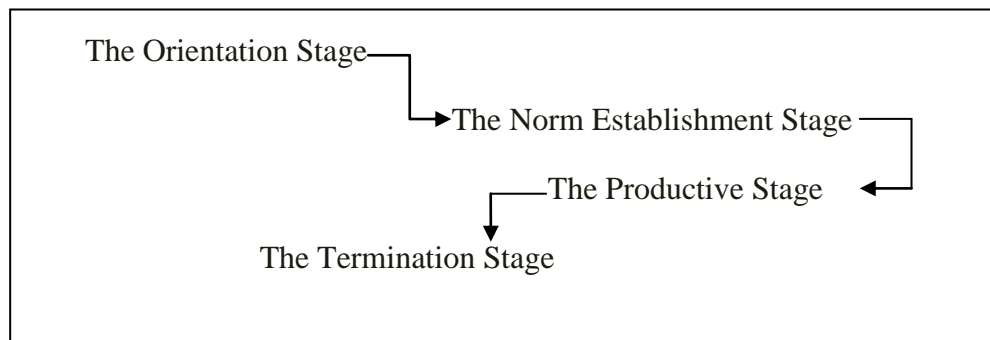 The Orientation Stage
The Norm Establishment Stage
The Productive Stage
The Termination Stage